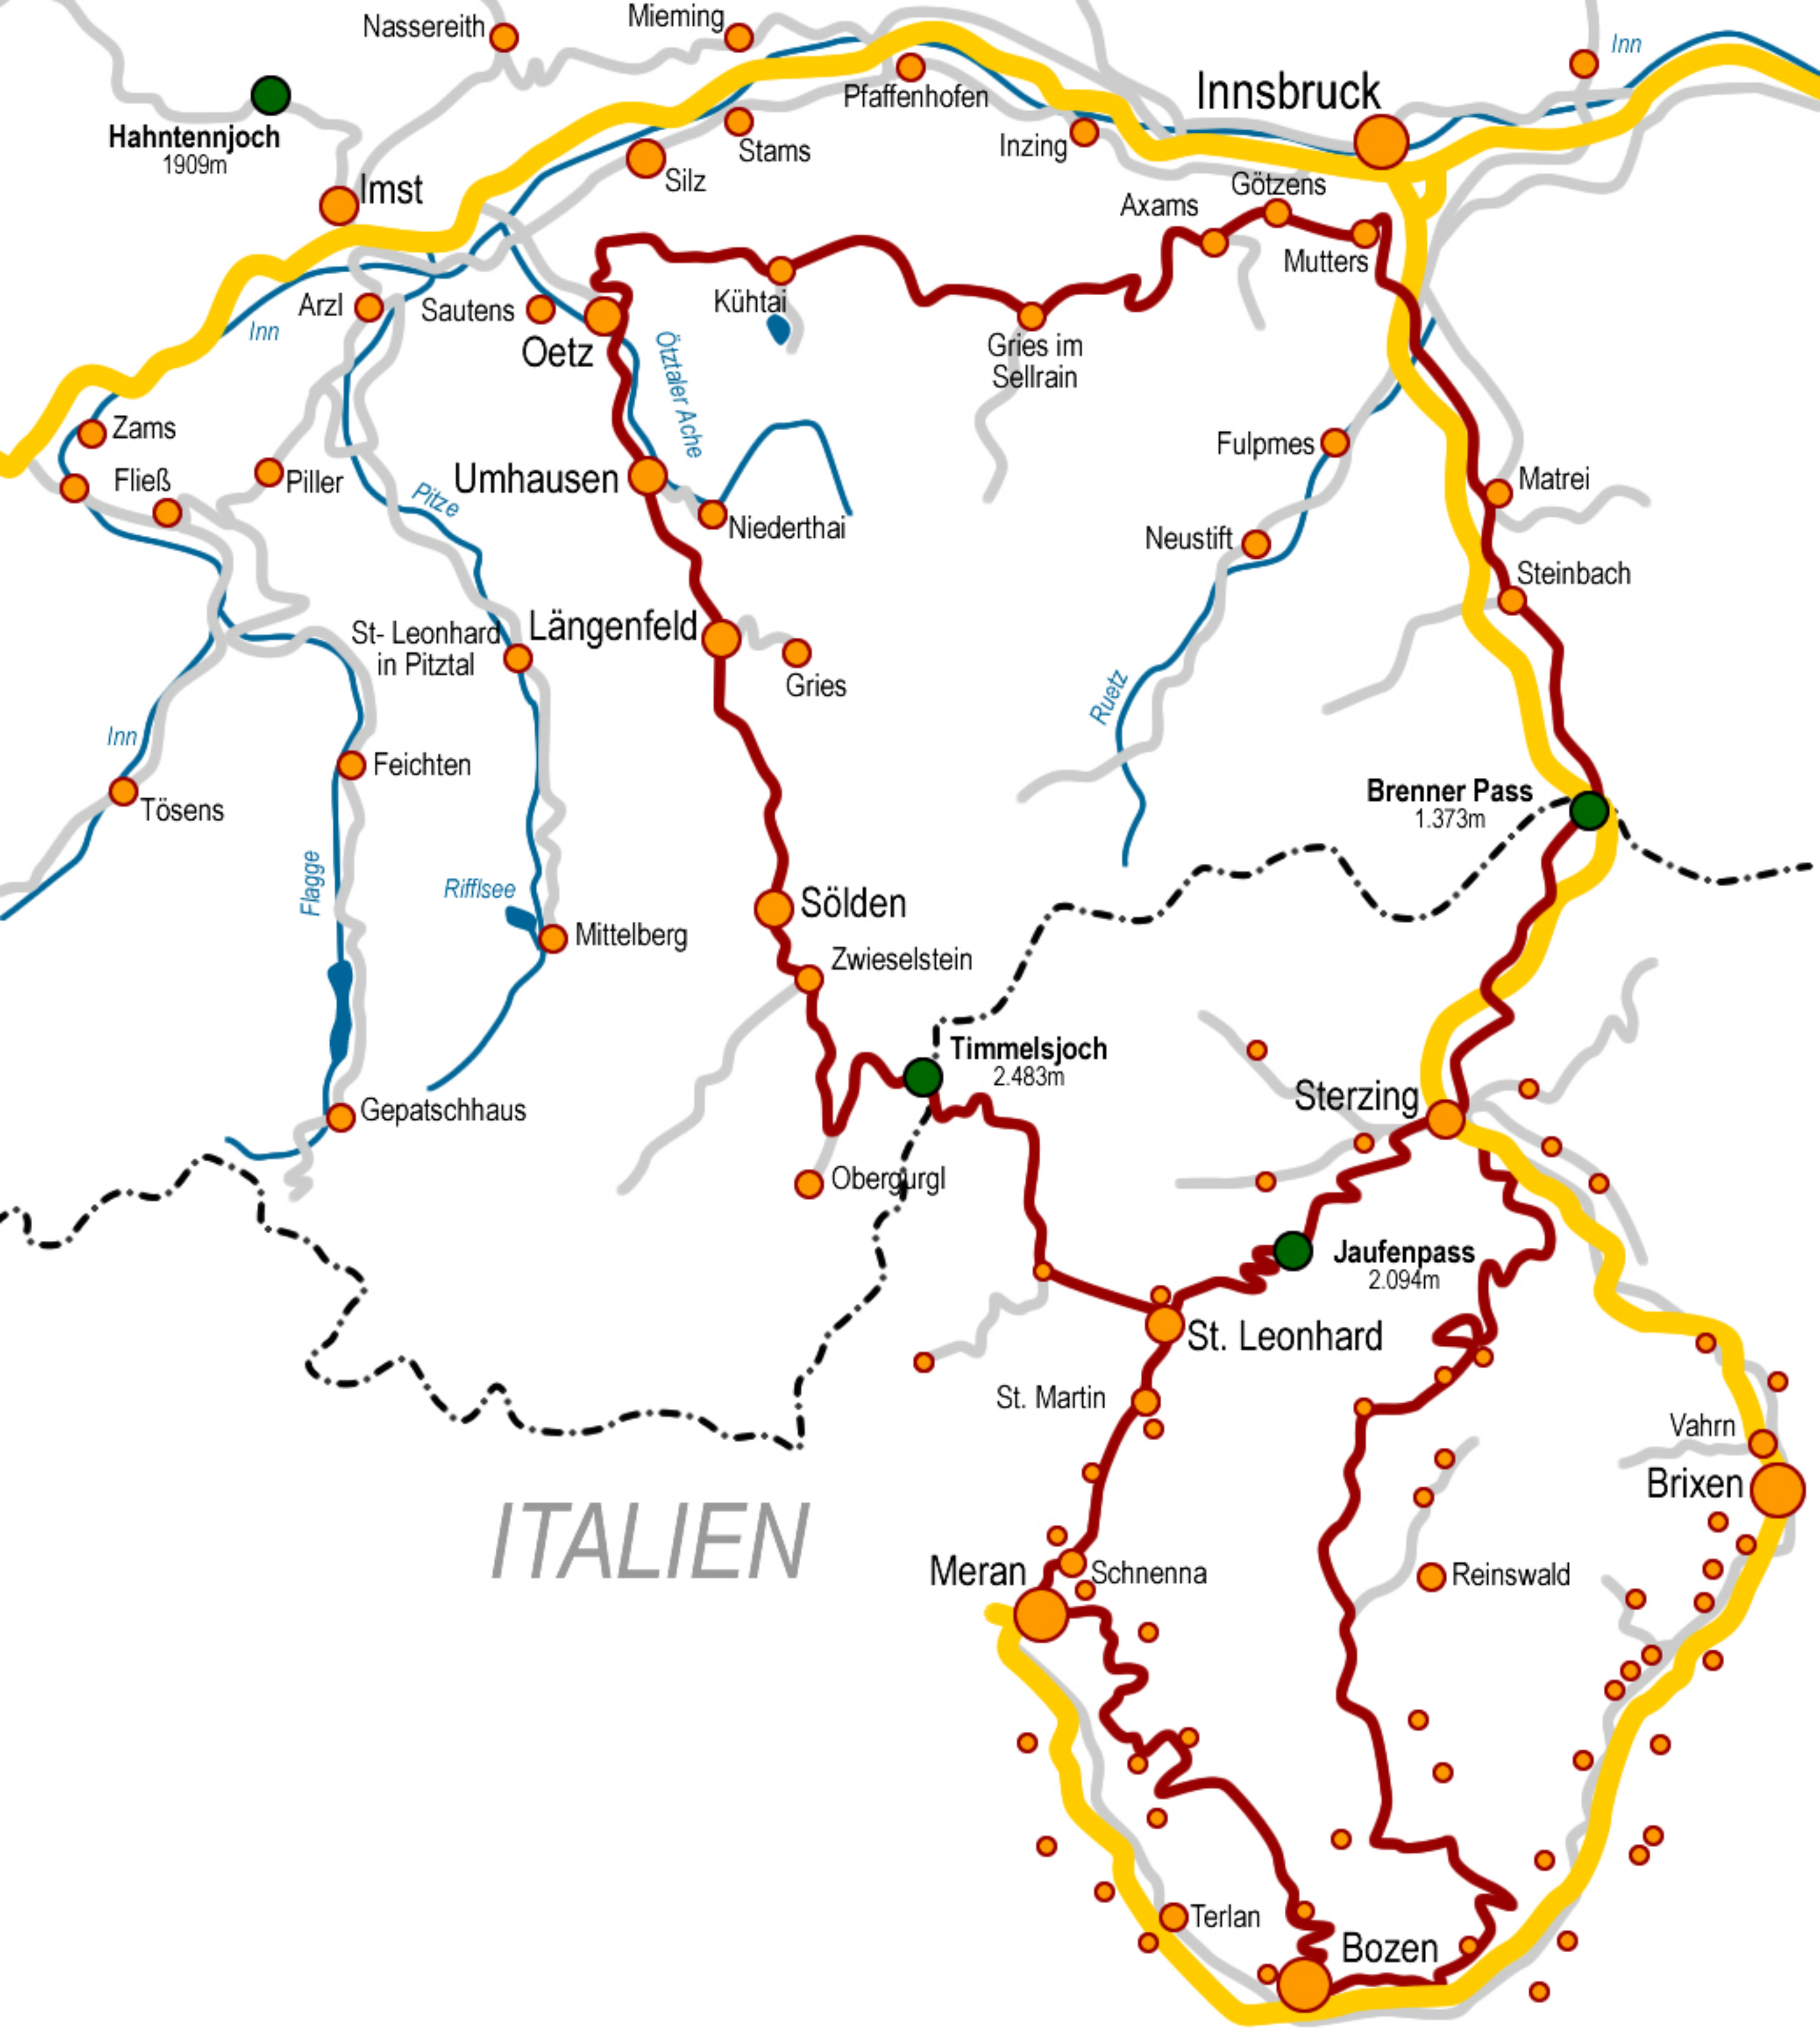 Nassereith
Mieming
Inn
Pfaffenhofen
Innsbruck
Hahntennjoch
1909m
Stams
Inzing
Silz
Imst
Götzens
Axams
Mutters
Arzl
Sautens
Kühtai
Inn
Oetz
Ötztaler Ache
Gries im
Sellrain
Zams
Fulpmes
Fließ
Piller
Umhausen
Matrei
Pitze
Niederthai
Neustift
Steinbach
St- Leonhard
in Pitztal
Längenfeld
Gries
Ruetz
Inn
Feichten
Tösens
Brenner Pass
1.373m
Flagge
Rifflsee
Sölden
Mittelberg
Zwieselstein
Timmelsjoch
2.483m
Gepatschhaus
Sterzing
Obergurgl
Jaufenpass
2.094m
St. Leonhard
St. Martin
Vahrn
Brixen
ITALIEN
Meran
Schnenna
Reinswald
Terlan
Bozen